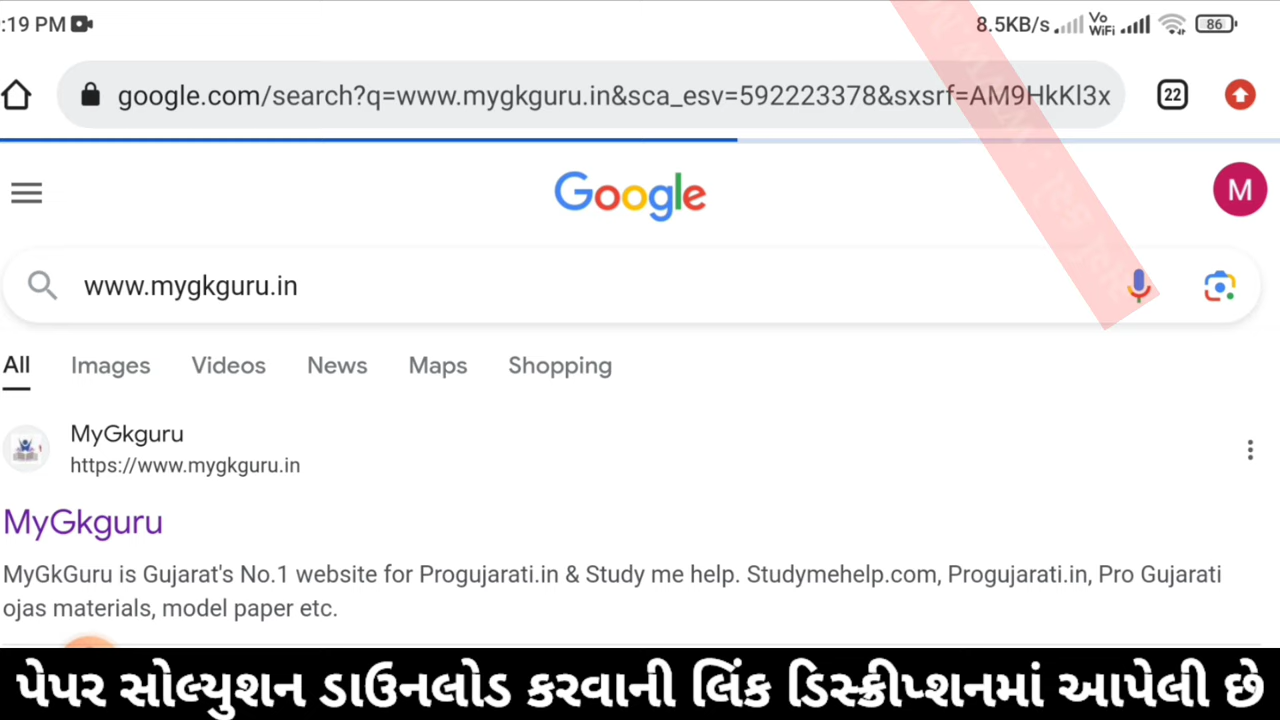 :19 PM
8.5KB/s Vo WiFi 86
google.com/search?q=www.mygkguru.in&sca_esv=592223378&sxsrf=AM9HkKl3x 22
Google M
www.mygkguru.in
All Images Videos News Maps Shopping
MyGkguru
https://www.mygkguru.in
MyGkguru
MyGkGuru is Gujarat's No.1 website for Progujarati.in & Study me help. Studymehelp.com, Progujarati.in, Pro Gujarati
ojas materials, model paper etc.
પેપર સોલ્યુશન ડાઉનલોડ કરવાની લિંક ડિસ્ક્રીપ્શનમાં આપેલી છે